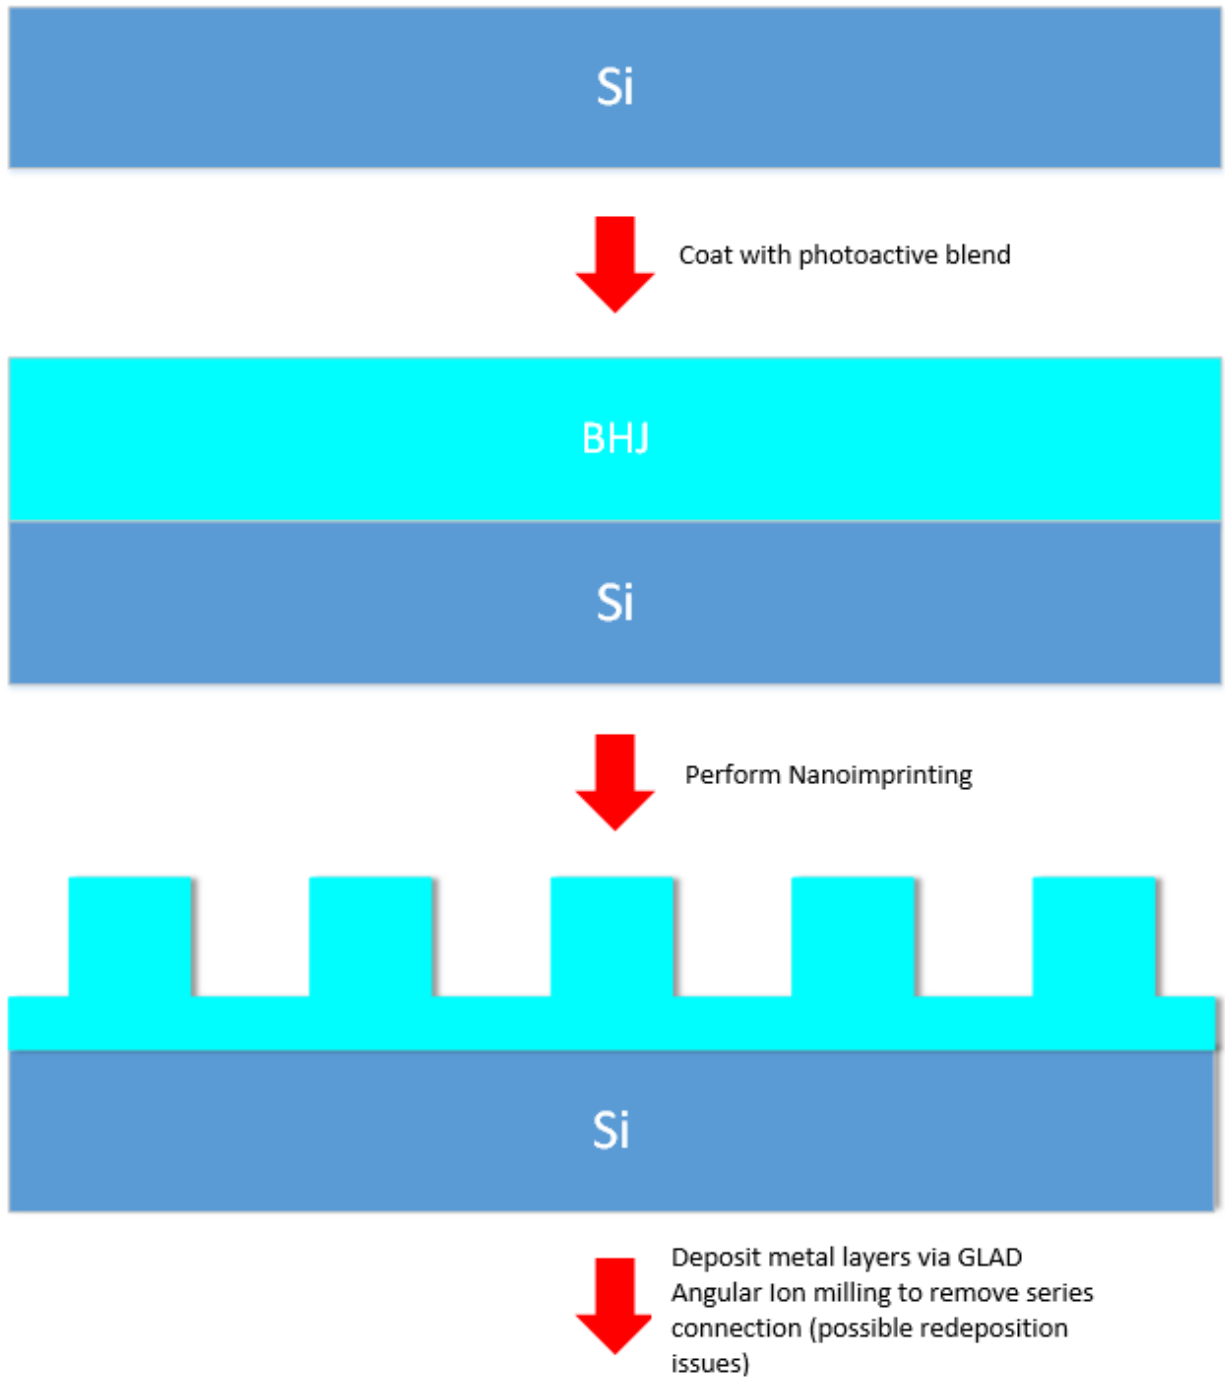 Si
Coat with photoactive blend
BHJ
Si
Perform Nanoimprinting
Si
Deposit metal layers via GLAD
Angular Ion milling to remove series
connection (possible redeposition
issues)